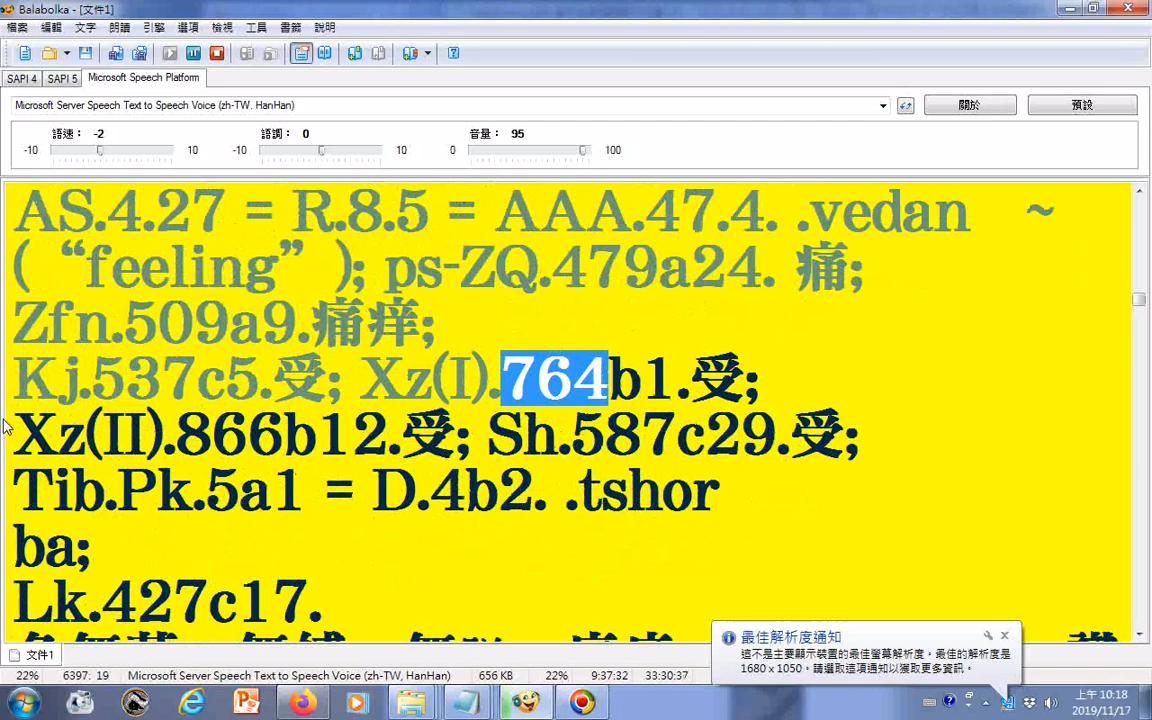 Balabolka - [文件1]
檔案 編輯 文字 朗讀 引擎 選項 檢視 工具 書籤 說明
SAPI 4 SAPI 5 Microsoft Speech Platform
Microsoft Server Speech Text to Speech Voice (zh-TW, HanHan) 關於 預設
語速： -2 語調： 0 音量： 95
-10 10 -10 10 0 100
AS.4.27 = R.8.5 = AAA.47.4. .vedan ~
(“feeling”); ps-ZQ.479a24. 痛;
Zfn.509a9.痛痒;
Kj.537c5.受; Xz(I).764b1.受;
Xz(II).866b12.受; Sh.587c29.受;
Tib.Pk.5a1 = D.4b2. .tshor
ba;
Lk.427c17.
最佳解析度通知
這不是主要顯示裝置的最佳螢幕解析度。最佳的解析度是
1680 x 1050。請選取這項通知以獲取更多資訊。
文件1
22% 6397: 19 Microsoft Server Speech Text to Speech Voice (zh-TW, HanHan) 656 KB 22% 9:37:32 33:30:37
上午 10:18
2019/11/17